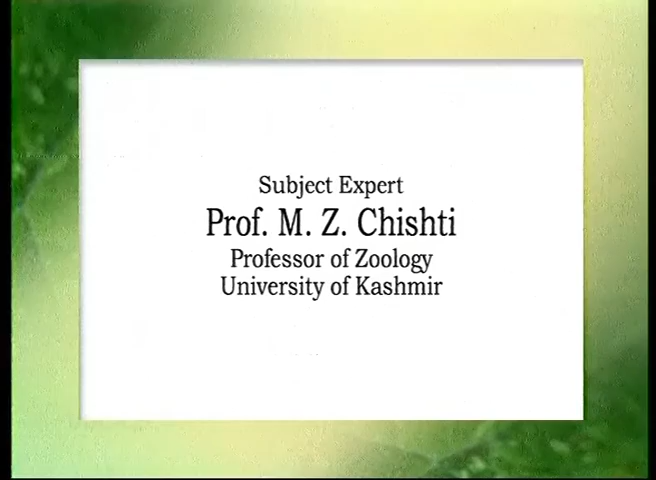 Subject Expert
Prof. M. Z. Chishti
Professor of Zoology
University of Kashmir